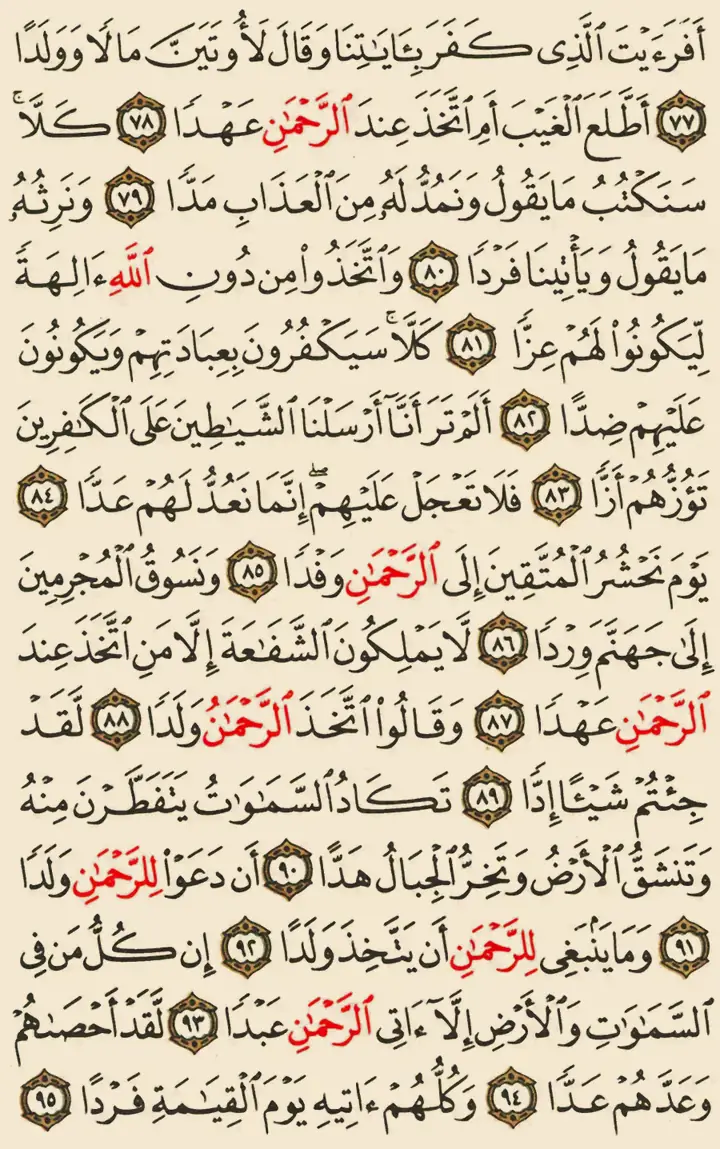 أَفَرَءَيْتَ ٱلَّذِى كَفَرَ بِـَٔايَـٰتِنَا وَقَالَ لَأُوتَيَنَّ مَالًا وَوَلَدًا
٧٧ أَطَّلَعَ ٱلْغَيْبَ أَمِ ٱتَّخَذَ عِندَ ٱلرَّحْمَـٰنِ عَهْدًا ٧٨ كَلَّا ۚ
سَنَكْتُبُ مَا يَقُولُ وَنَمُدُّ لَهُۥ مِنَ ٱلْعَذَابِ مَدًّا ٧٩ وَنَرِثُهُۥ
مَا يَقُولُ وَيَأْتِينَا فَرْدًا ٨٠ وَٱتَّخَذُوا۟ مِن دُونِ ٱللَّهِ ءَالِهَةً
لِّيَكُونُوا۟ لَهُمْ عِزًّا ٨١ كَلَّا ۚ سَيَكْفُرُونَ بِعِبَادَتِهِمْ وَيَكُونُونَ
عَلَيْهِمْ ضِدًّا ٨٢ أَلَمْ تَرَ أَنَّآ أَرْسَلْنَا ٱلشَّيَـٰطِينَ عَلَى ٱلْكَـٰفِرِينَ
تَؤُزُّهُمْ أَزًّا ٨٣ فَلَا تَعْجَلْ عَلَيْهِمْ ۖ إِنَّمَا نَعُدُّ لَهُمْ عَدًّا ٨٤
يَوْمَ نَحْشُرُ ٱلْمُتَّقِينَ إِلَى ٱلرَّحْمَـٰنِ وَفْدًا ٨٥ وَنَسُوقُ ٱلْمُجْرِمِينَ
إِلَىٰ جَهَنَّمَ وِرْدًا ٨٦ لَّا يَمْلِكُونَ ٱلشَّفَـٰعَةَ إِلَّا مَنِ ٱتَّخَذَ عِندَ
ٱلرَّحْمَـٰنِ عَهْدًا ٨٧ وَقَالُوا۟ ٱتَّخَذَ ٱلرَّحْمَـٰنُ وَلَدًا ٨٨ لَّقَدْ
جِئْتُمْ شَيْـًٔا إِدًّا ٨٩ تَكَادُ ٱلسَّمَـٰوَٰتُ يَتَفَطَّرْنَ مِنْهُ
وَتَنشَقُّ ٱلْأَرْضُ وَتَخِرُّ ٱلْجِبَالُ هَدًّا ٩٠ أَن دَعَوْا۟ لِلرَّحْمَـٰنِ وَلَدًا
٩١ وَمَا يَنۢبَغِى لِلرَّحْمَـٰنِ أَن يَتَّخِذَ وَلَدًا ٩٢ إِن كُلُّ مَن فِى
ٱلسَّمَـٰوَٰتِ وَٱلْأَرْضِ إِلَّآ ءَاتِى ٱلرَّحْمَـٰنِ عَبْدًا ٩٣ لَّقَدْ أَحْصَىٰهُمْ
وَعَدَّهُمْ عَدًّا ٩٤ وَكُلُّهُمْ ءَاتِيهِ يَوْمَ ٱلْقِيَـٰمَةِ فَرْدًا ٩٥